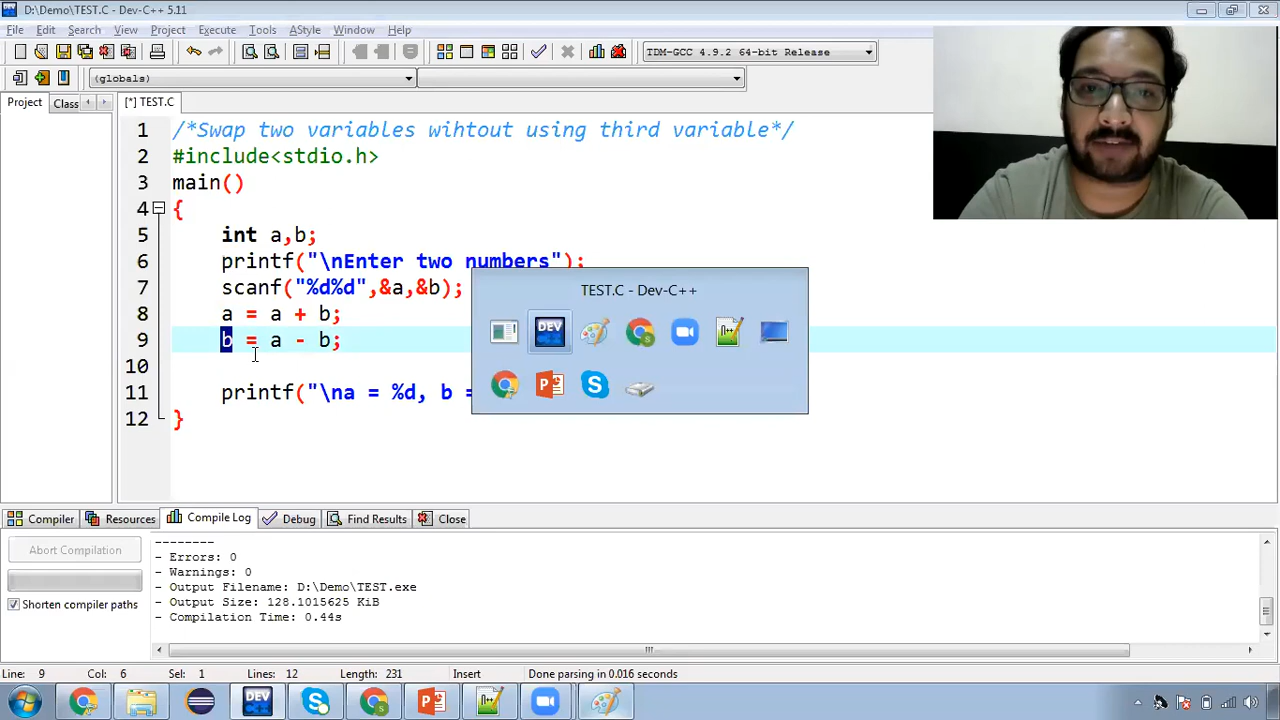 D:\Demo\TEST.C - Dev-C++ 5.11
File Edit Search View Project Execute Tools AStyle Window Help
TDM-GCC 4.9.2 64-bit Release
(globals)
Project Class [*] TEST.C
1 /*Swap two variables wihtout using third variable*/
2 #include<stdio.h>
3 main()
4 {
5 int a,b;
6 printf("\nEnter two numbers");
7 scanf("%d%d",&a,&b);
8 a = a + b;
9 b = a - b;
10
11 printf("\na = %d, b =
12 }
TEST.C - Dev-C++
DEV
Compiler Resources Compile Log Debug Find Results Close
Abort Compilation
Shorten compiler paths
--------
- Errors: 0
- Warnings: 0
- Output Filename: D:\Demo\TEST.exe
- Output Size: 128.1015625 KiB
- Compilation Time: 0.44s
Line: 9 Col: 6 Sel: 1 Lines: 12 Length: 231 Insert Done parsing in 0.016 seconds
DEV